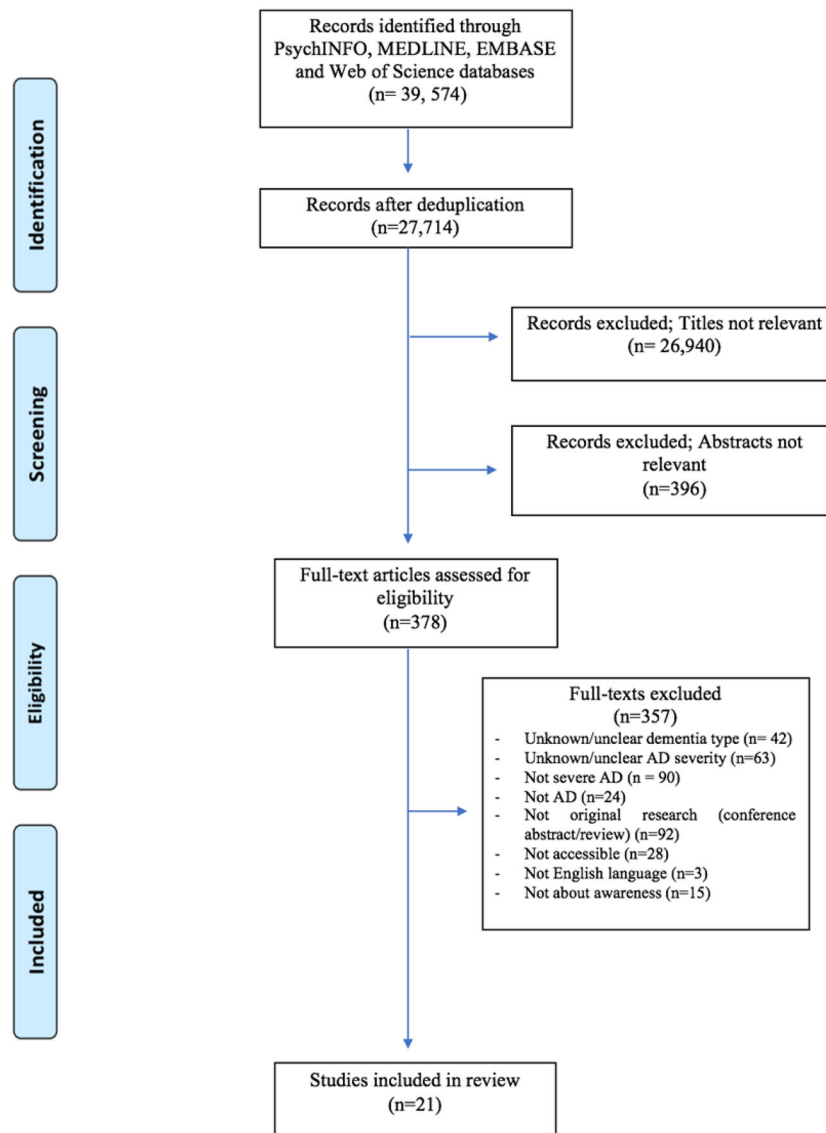 Records identified through
PsychINFO, MEDLINE, EMBASE
and Web of Science databases
(n= 39, 574)
Identification
Records after deduplication
(n=27,714)
Records excluded; Titles not relevant
(n= 26,940)
Screening
Records excluded; Abstracts not
relevant
(n=396)
Full-text articles assessed for
eligibility
(n=378)
Eligibility
Full-texts excluded
(n=357)
- Unknown/unclear dementia type (n= 42)
- Unknown/unclear AD severity (n=63)
- Not severe AD (n = 90)
- Not AD (n=24)
- Not original research (conference
abstract/review) (n=92)
- Not accessible (n=28)
- Not English language (n=3)
- Not about awareness (n=15)
Included
Studies included in review
(n=21)